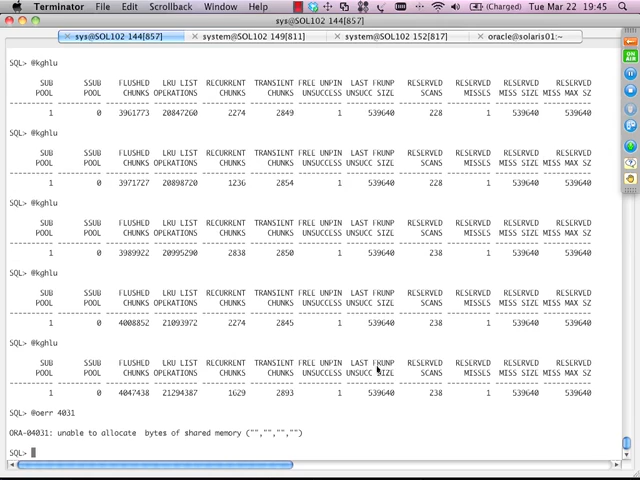 Terminator File Edit Scrollback Window Help (Charged) Tue Mar 22 19:45
sys@SOL102 144[857]
sys@SOL102 144[857] system@SOL102 149[811] system@SOL102 152[817] oracle@solaris01:~
ON AIR
SQL> @kghlu
SUB SSUB FLUSHED LRU LIST RECURRENT TRANSIENT FREE UNPIN LAST FRUNP RESERVED RESERVED RESERVED RESERVED
POOL POOL CHUNKS OPERATIONS CHUNKS CHUNKS UNSUCCESS UNSUCC SIZE SCANS MISSES MISS SIZE MISS MAX SZ
1 0 3961773 20847260 2274 2849 1 539640 228 1 539640 539640
SQL> @kghlu
SUB SSUB FLUSHED LRU LIST RECURRENT TRANSIENT FREE UNPIN LAST FRUNP RESERVED RESERVED RESERVED RESERVED
POOL POOL CHUNKS OPERATIONS CHUNKS CHUNKS UNSUCCESS UNSUCC SIZE SCANS MISSES MISS SIZE MISS MAX SZ
1 0 3971727 20898720 1236 2854 1 539640 228 1 539640 539640
SQL> @kghlu
SUB SSUB FLUSHED LRU LIST RECURRENT TRANSIENT FREE UNPIN LAST FRUNP RESERVED RESERVED RESERVED RESERVED
POOL POOL CHUNKS OPERATIONS CHUNKS CHUNKS UNSUCCESS UNSUCC SIZE SCANS MISSES MISS SIZE MISS MAX SZ
1 0 3989922 20995290 2838 2850 1 539640 228 1 539640 539640
SQL> @kghlu
SUB SSUB FLUSHED LRU LIST RECURRENT TRANSIENT FREE UNPIN LAST FRUNP RESERVED RESERVED RESERVED RESERVED
POOL POOL CHUNKS OPERATIONS CHUNKS CHUNKS UNSUCCESS UNSUCC SIZE SCANS MISSES MISS SIZE MISS MAX SZ
1 0 4008852 21093972 2274 2845 1 539640 238 1 539640 539640
SQL> @kghlu
SUB SSUB FLUSHED LRU LIST RECURRENT TRANSIENT FREE UNPIN LAST FRUNP RESERVED RESERVED RESERVED RESERVED
POOL POOL CHUNKS OPERATIONS CHUNKS CHUNKS UNSUCCESS UNSUCC SIZE SCANS MISSES MISS SIZE MISS MAX SZ
1 0 4047438 21294387 1629 2893 1 539640 238 1 539640 539640
SQL> @oerr 4031
ORA-04031: unable to allocate bytes of shared memory ("","","","")
SQL>